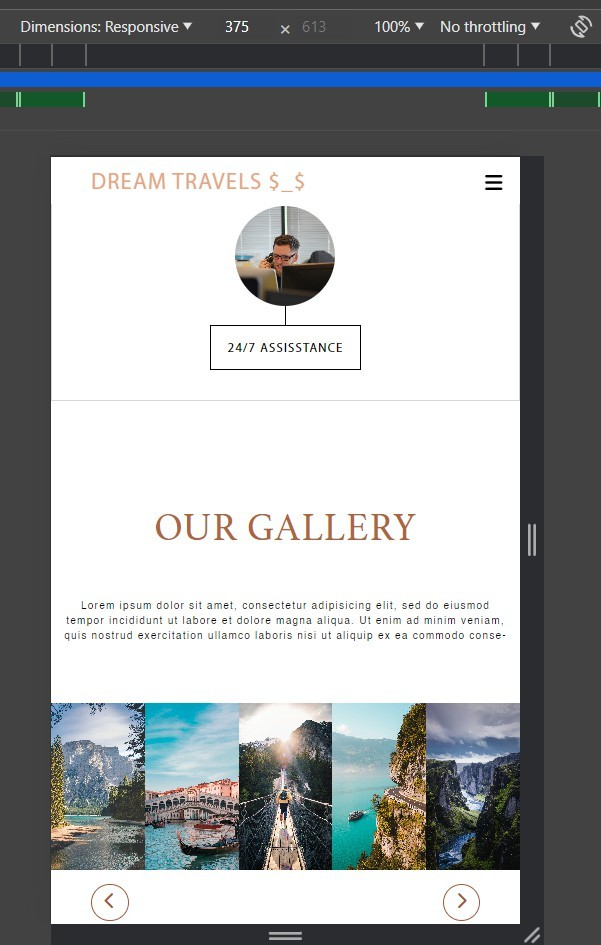 Dimensions: Responsive ▼ 375 × 613 100% ▼ No throttling ▼
DREAM TRAVELS $_$
24/7 ASSISSTANCE
OUR GALLERY
Lorem ipsum dolor sit amet, consectetur adipisicing elit, sed do eiusmod
tempor incididunt ut labore et dolore magna aliqua. Ut enim ad minim veniam,
quis nostrud exercitation ullamco laboris nisi ut aliquip ex ea commodo conse-